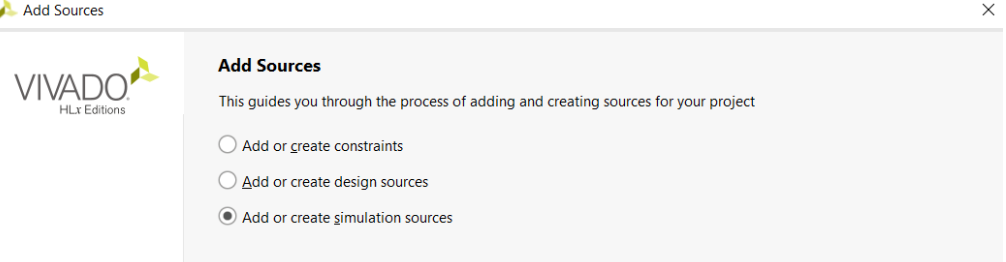 Add Sources
VIVADO
HLx Editions
Add Sources
This guides you through the process of adding and creating sources for your project
Add or create constraints
Add or create design sources
Add or create simulation sources